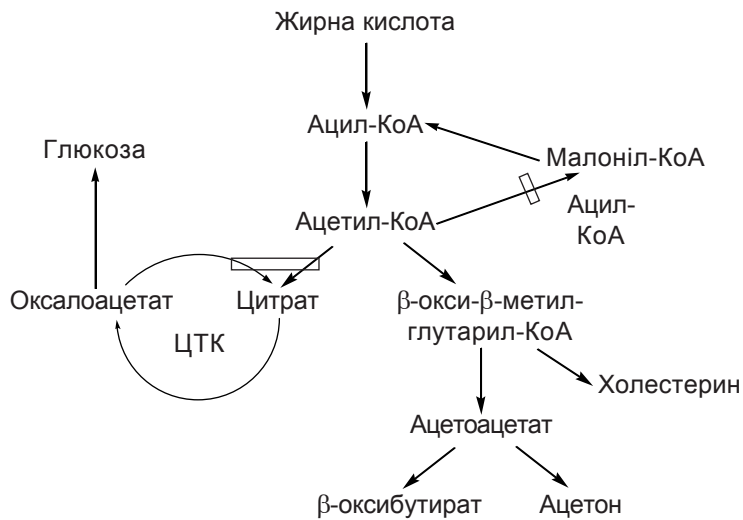 Жирна кислота
Ацил-КоА
Глюкоза
Малоніл-КоА
Ацил-
КоА
Ацетил-КоА
Оксалоацетат
Цитрат
β-окси-β-метил-
глутарил-КоА
ЦТК
Холестерин
Ацетоацетат
β-оксибутират
Ацетон